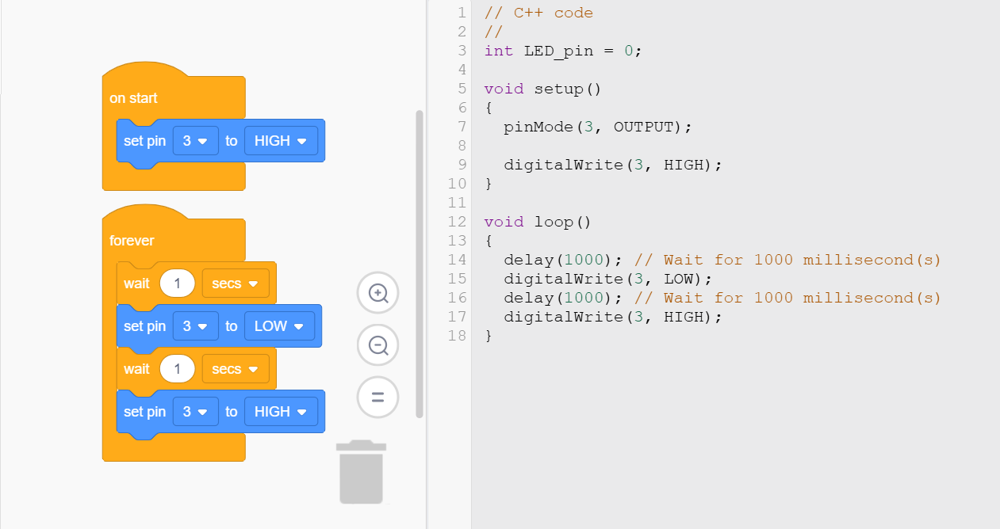 on start
set pin 3 to HIGH
forever
wait 1 secs
set pin 3 to LOW
wait 1 secs
set pin 3 to HIGH
1 // C++ code
2 //
3 int LED_pin = 0;
4
5 void setup()
6 {
7   pinMode(3, OUTPUT);
8
9   digitalWrite(3, HIGH);
10 }
11
12 void loop()
13 {
14   delay(1000); // Wait for 1000 millisecond(s)
15   digitalWrite(3, LOW);
16   delay(1000); // Wait for 1000 millisecond(s)
17   digitalWrite(3, HIGH);
18 }